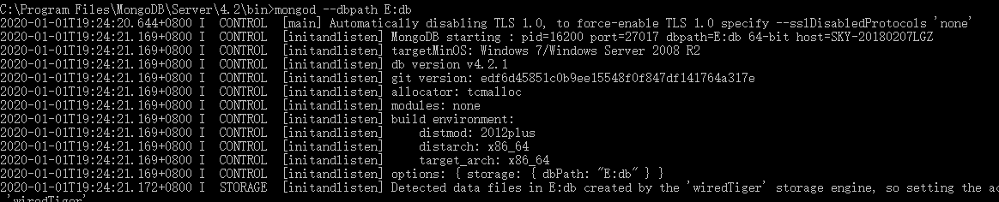 C:\Program Files\MongoDB\Server\4.2\bin>mongod --dbpath E:db
2020-01-01T19:24:20.644+0800 I  CONTROL  [main] Automatically disabling TLS 1.0, to force-enable TLS 1.0 specify --sslDisabledProtocols 'none'
2020-01-01T19:24:21.169+0800 I  CONTROL  [initandlisten] MongoDB starting : pid=16200 port=27017 dbpath=E:db 64-bit host=SKY-20180207LGZ
2020-01-01T19:24:21.169+0800 I  CONTROL  [initandlisten] targetMinOS: Windows 7/Windows Server 2008 R2
2020-01-01T19:24:21.169+0800 I  CONTROL  [initandlisten] db version v4.2.1
2020-01-01T19:24:21.169+0800 I  CONTROL  [initandlisten] git version: edf6d45851c0b9ee15548f0f847df141764a317e
2020-01-01T19:24:21.169+0800 I  CONTROL  [initandlisten] allocator: tcmalloc
2020-01-01T19:24:21.169+0800 I  CONTROL  [initandlisten] modules: none
2020-01-01T19:24:21.169+0800 I  CONTROL  [initandlisten] build environment:
2020-01-01T19:24:21.169+0800 I  CONTROL  [initandlisten]     distmod: 2012plus
2020-01-01T19:24:21.169+0800 I  CONTROL  [initandlisten]     distarch: x86_64
2020-01-01T19:24:21.169+0800 I  CONTROL  [initandlisten]     target_arch: x86_64
2020-01-01T19:24:21.169+0800 I  CONTROL  [initandlisten] options: { storage: { dbPath: "E:db" } }
2020-01-01T19:24:21.172+0800 I  STORAGE  [initandlisten] Detected data files in E:db created by the 'wiredTiger' storage engine, so setting the ac
'wiredTiger'